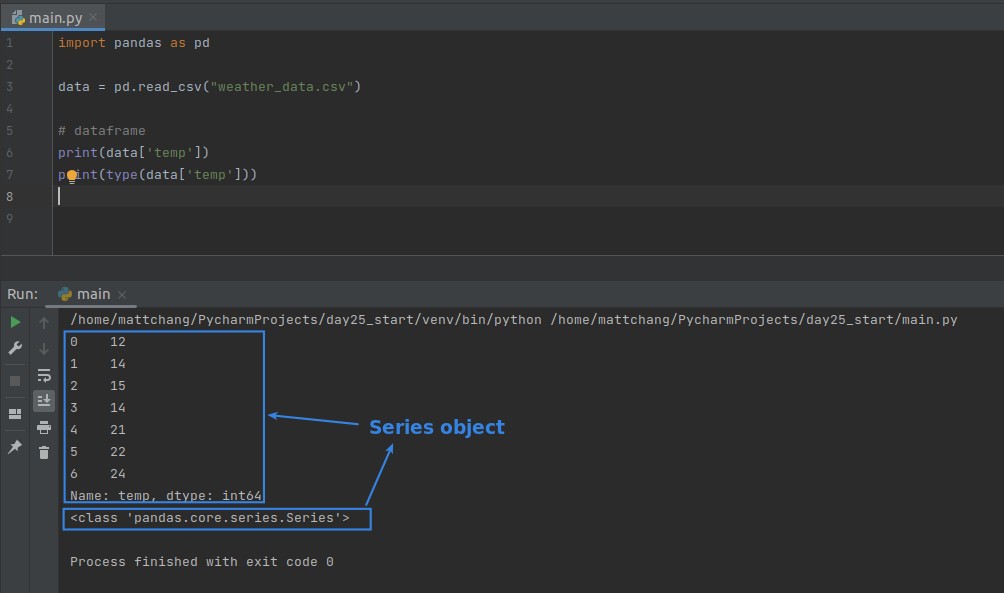 main.py
1 import pandas as pd
2
3 data = pd.read_csv("weather_data.csv")
4
5 # dataframe
6 print(data['temp'])
7 print(type(data['temp']))
8
9
Run: main
/home/mattchang/PycharmProjects/day25_start/venv/bin/python /home/mattchang/PycharmProjects/day25_start/main.py
0    12
1    14
2    15
3    14
4    21
5    22
6    24
Name: temp, dtype: int64
<class 'pandas.core.series.Series'>
Series object
Process finished with exit code 0